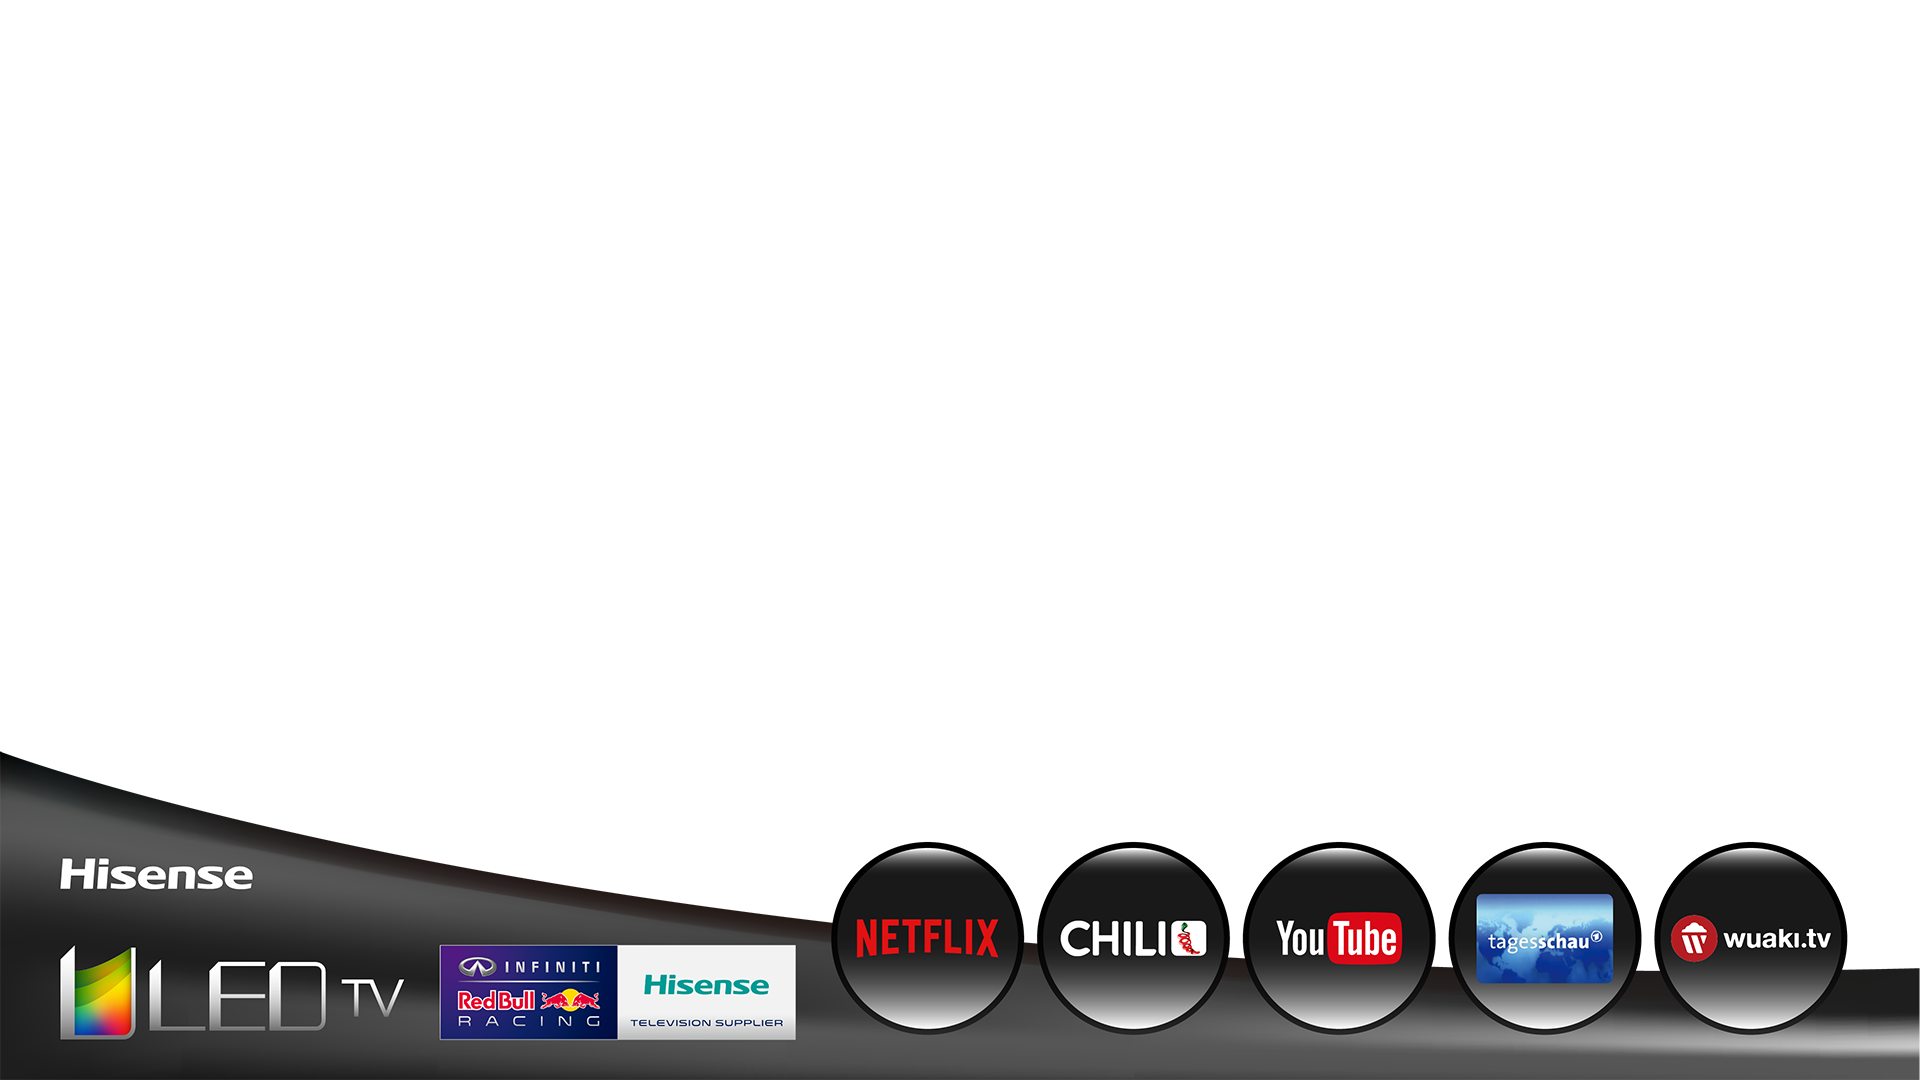 Hisense
ULED TV
INFINITI
Red Bull
RACING
Hisense
TELEVISION SUPPLIER
NETFLIX
CHILI
YouTube
tagesschau
wuaki.tv